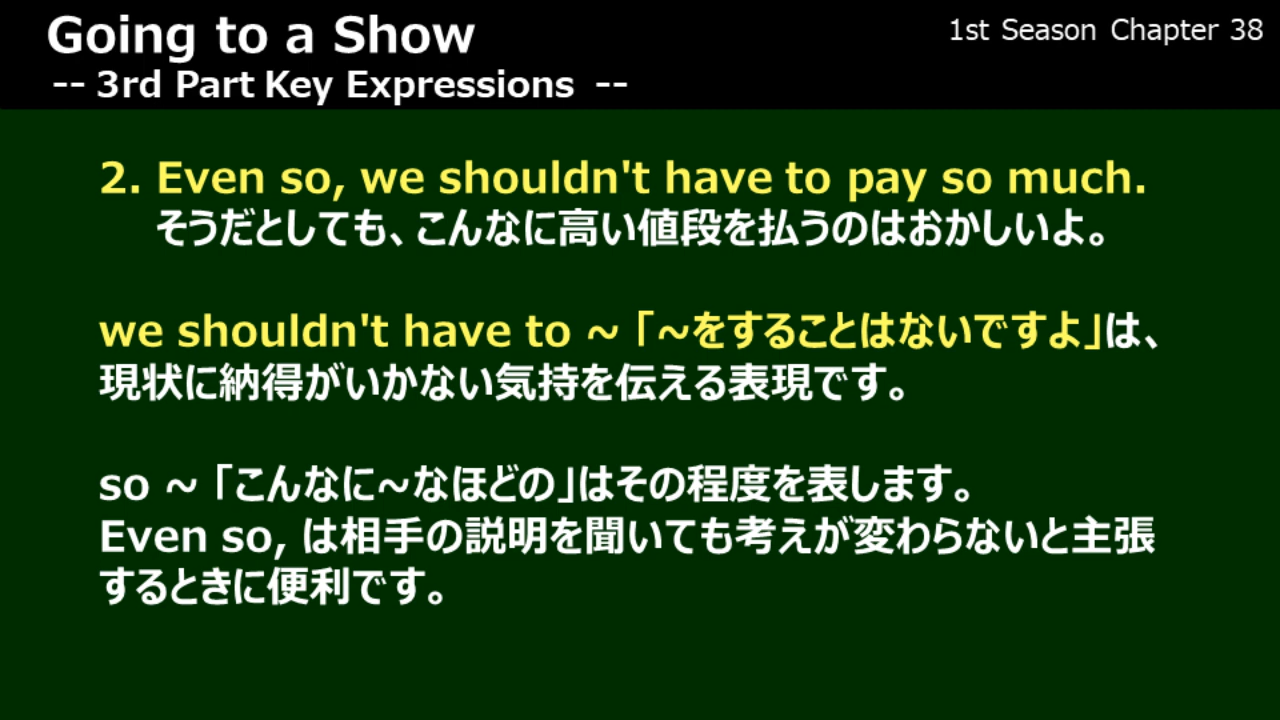 Going to a Show
1st Season Chapter 38
-- 3rd Part Key Expressions --
2. Even so, we shouldn't have to pay so much.
そうだとしても、こんなに高い値段を払うのはおかしいよ。
we shouldn't have to ~「~をすることはないですよ」は、
現状に納得がいかない気持を伝える表現です。
so ~「こんなに~なほどの」はその程度を表します。
Even so, は相手の説明を聞いても考えが変わらないと主張
するときに便利です。